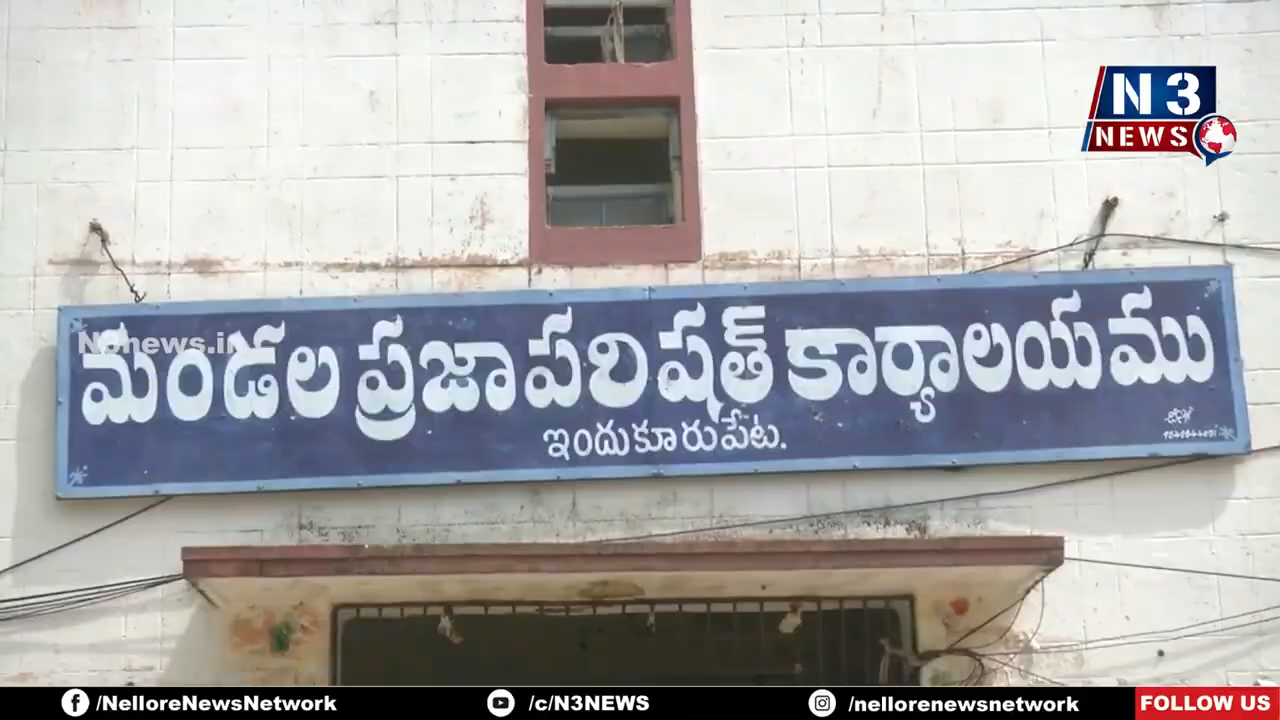 N3
NEWS
N3news.in
మండల ప్రజా పరిషత్ కార్యాలయము
ఇందుకూరుపేట.
/NelloreNewsNetwork
/c/N3NEWS
/nellorenewsnetwork
FOLLOW US